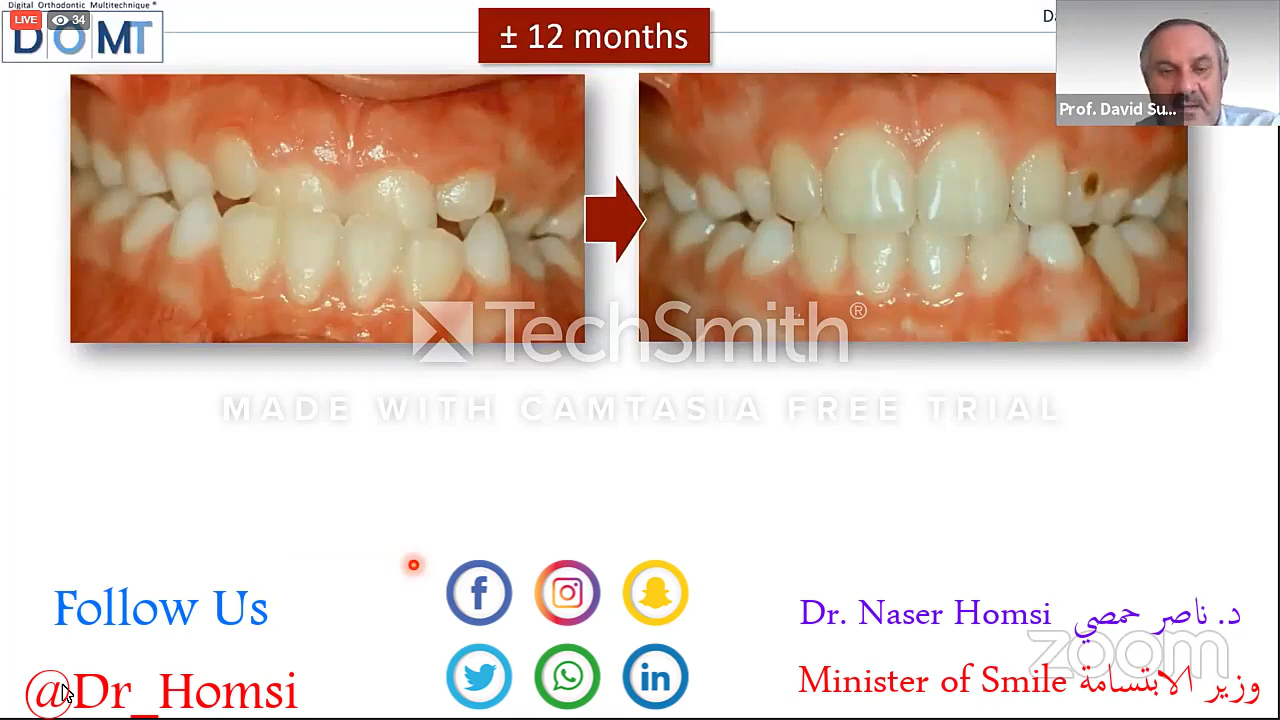 Digital Orthodontic Multitechnique®
LIVE 34
DOMT
± 12 months
Da
Prof. David Su...
TechSmith®
MADE WITH CAMTASIA FREE TRIAL
Follow Us
@Dr_Homsi
Dr. Naser Homsi د. ناصر حمصي
zoom
Minister of Smile وزير الابتسامة